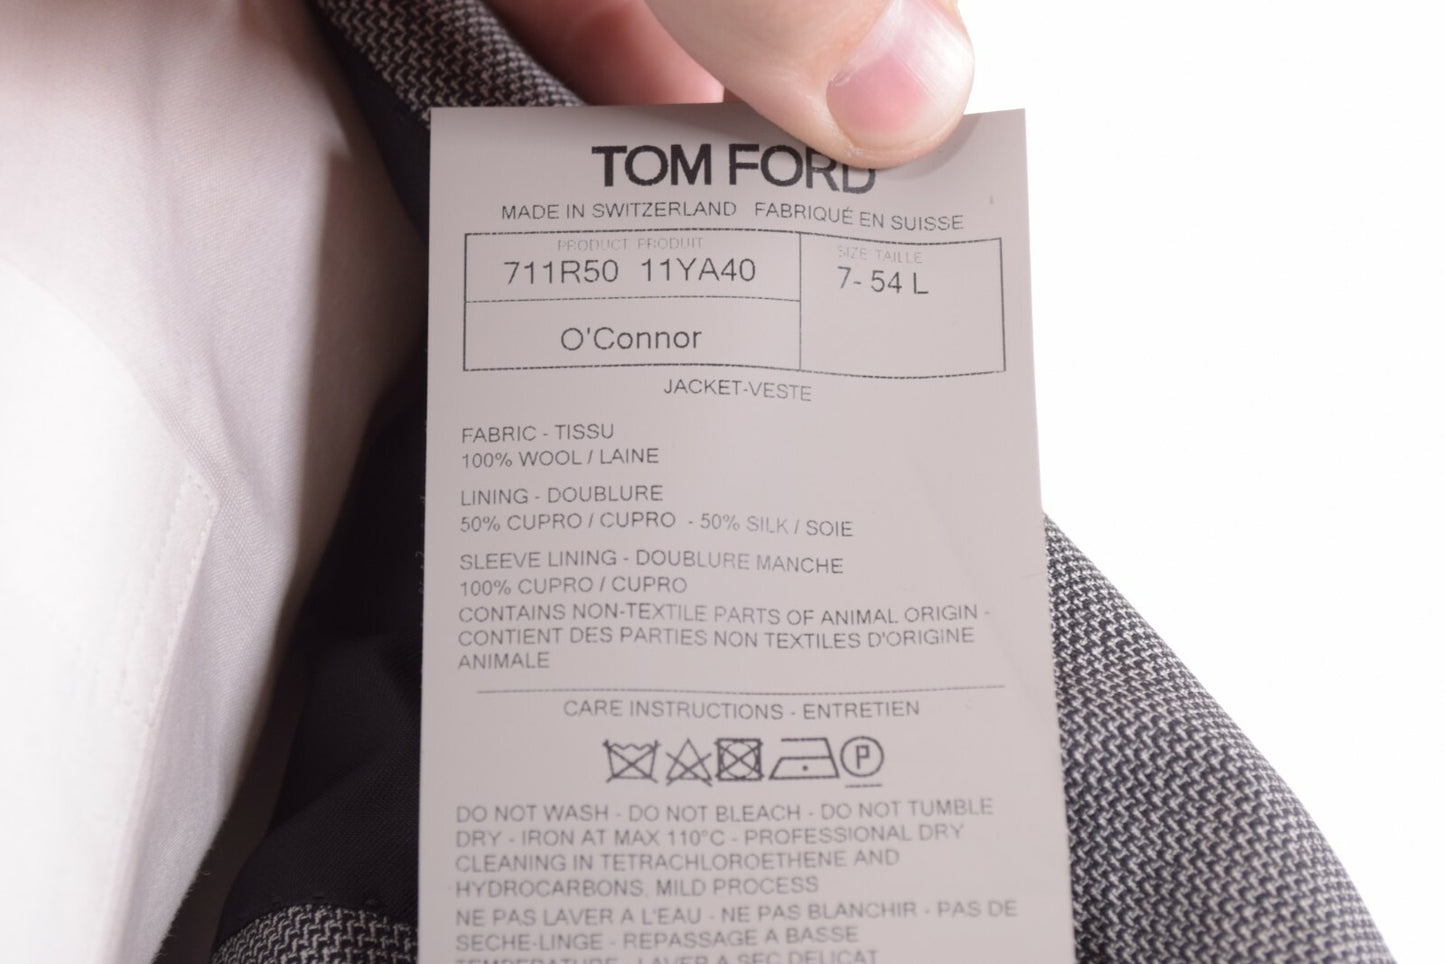 TOM FORD
MADE IN SWITZERLAND FABRIQUÉ EN SUISSE
PRODUCT PRODUIT
711R50 11YA40
SIZE TAILLE
7- 54 L
O'Connor
JACKET-VESTE
FABRIC - TISSU
100% WOOL / LAINE
LINING - DOUBLURE
50% CUPRO / CUPRO - 50% SILK / SOIE
SLEEVE LINING - DOUBLURE MANCHE
100% CUPRO / CUPRO
CONTAINS NON-TEXTILE PARTS OF ANIMAL ORIGIN -
CONTIENT DES PARTIES NON TEXTILES D'ORIGINE
ANIMALE
CARE INSTRUCTIONS - ENTRETIEN
P
DO NOT WASH - DO NOT BLEACH - DO NOT TUMBLE
DRY - IRON AT MAX 110°C - PROFESSIONAL DRY
CLEANING IN TETRACHLOROETHENE AND
HYDROCARBONS, MILD PROCESS
NE PAS LAVER A L'EAU - NE PAS BLANCHIR - PAS DE
SECHE-LINGE - REPASSAGE A BASSE
TEMPERATURE - LAVER A SEC DELICAT